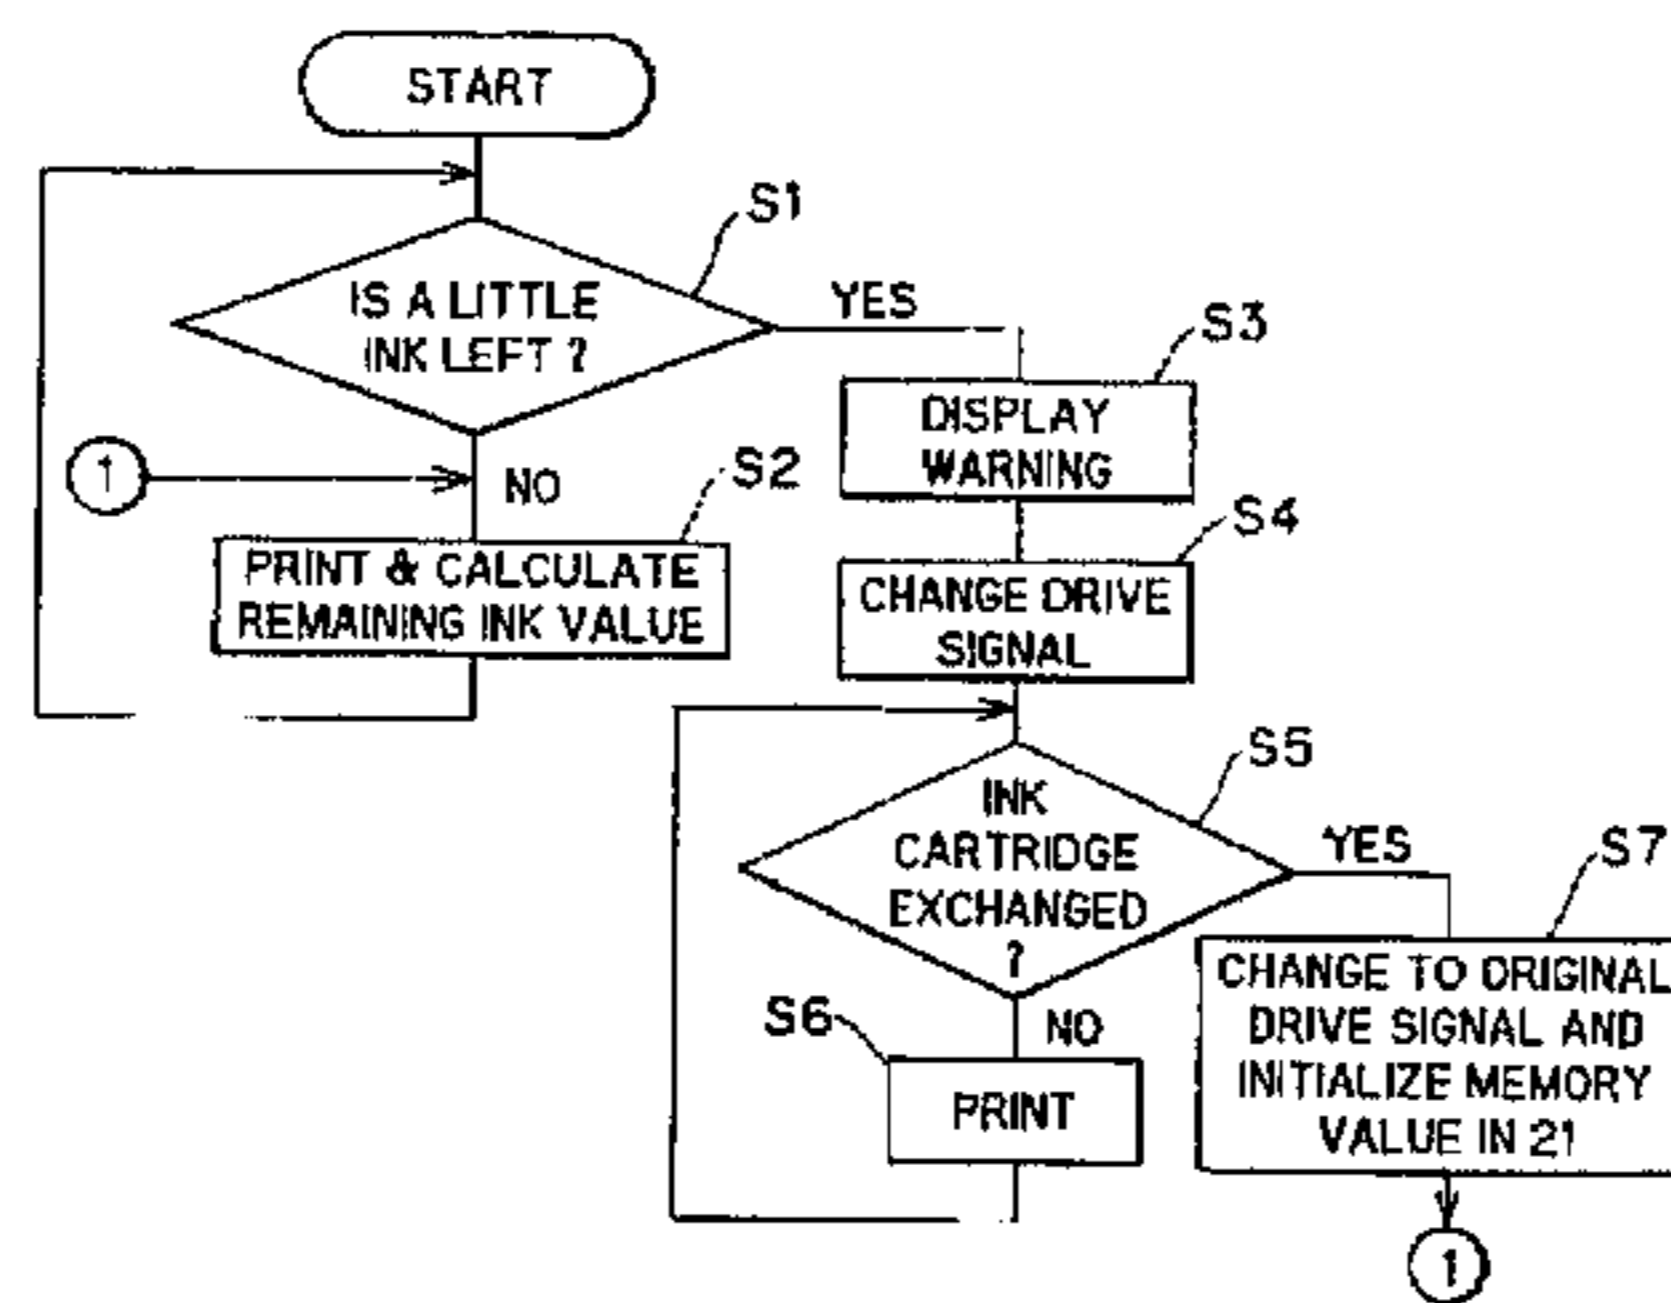 START
S1
IS A LITTLE
INK LEFT ?
YES
S3
DISPLAY
WARNING
1
NO
S2
PRINT & CALCULATE
REMAINING INK VALUE
S4
CHANGE DRIVE
SIGNAL
S5
INK
CARTRIDGE
EXCHANGED
?
YES
S7
CHANGE TO ORIGINAL
DRIVE SIGNAL AND
INITIALIZE MEMORY
VALUE IN 21
S6
NO
PRINT
1